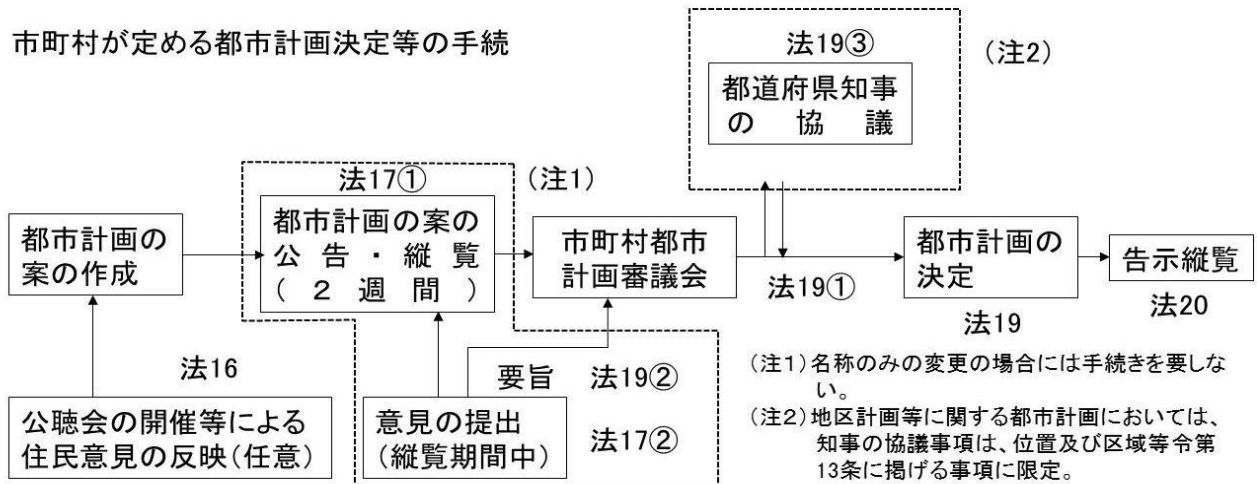 市町村が定める都市計画決定等の手続
法19③
(注2)
都道府県知事
の協議
法17①
(注1)
都市計画の
案の作成
都市計画の案の
公告・縦覧
(2週間)
市町村都市
計画審議会
法19①
都市計画の
決定
法19
告示縦覧
法20
法16
公聴会の開催等による
住民意見の反映(任意)
要旨
法19②
意見の提出
(縦覧期間中)
法17②
(注1)名称のみの変更の場合には手続きを要しな
い。
(注2)地区計画等に関する都市計画においては、
知事の協議事項は、位置及び区域等令第
13条に掲げる事項に限定。